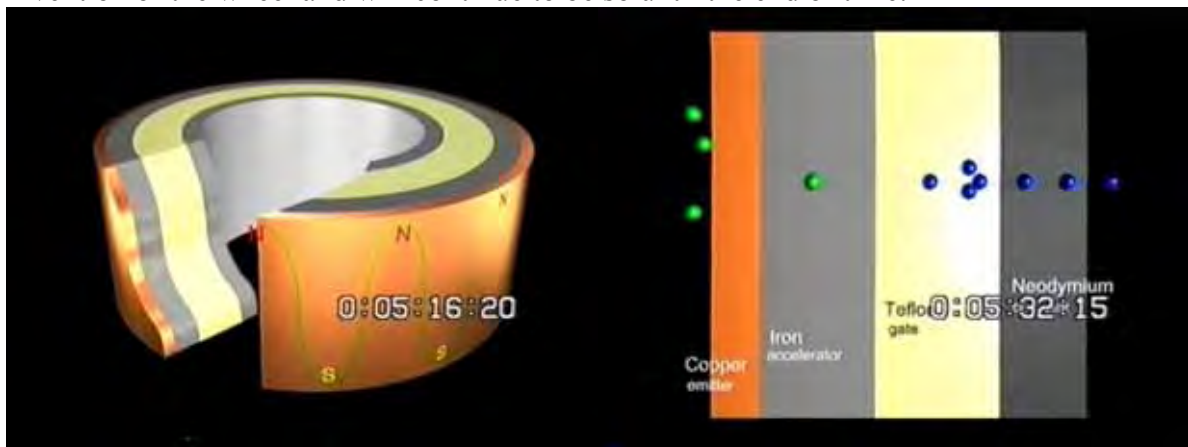 N
N
N
S
S
0:05:16:20
Copper
emitter
Iron
accelerator
gate
Neodymium
0:05:32:15